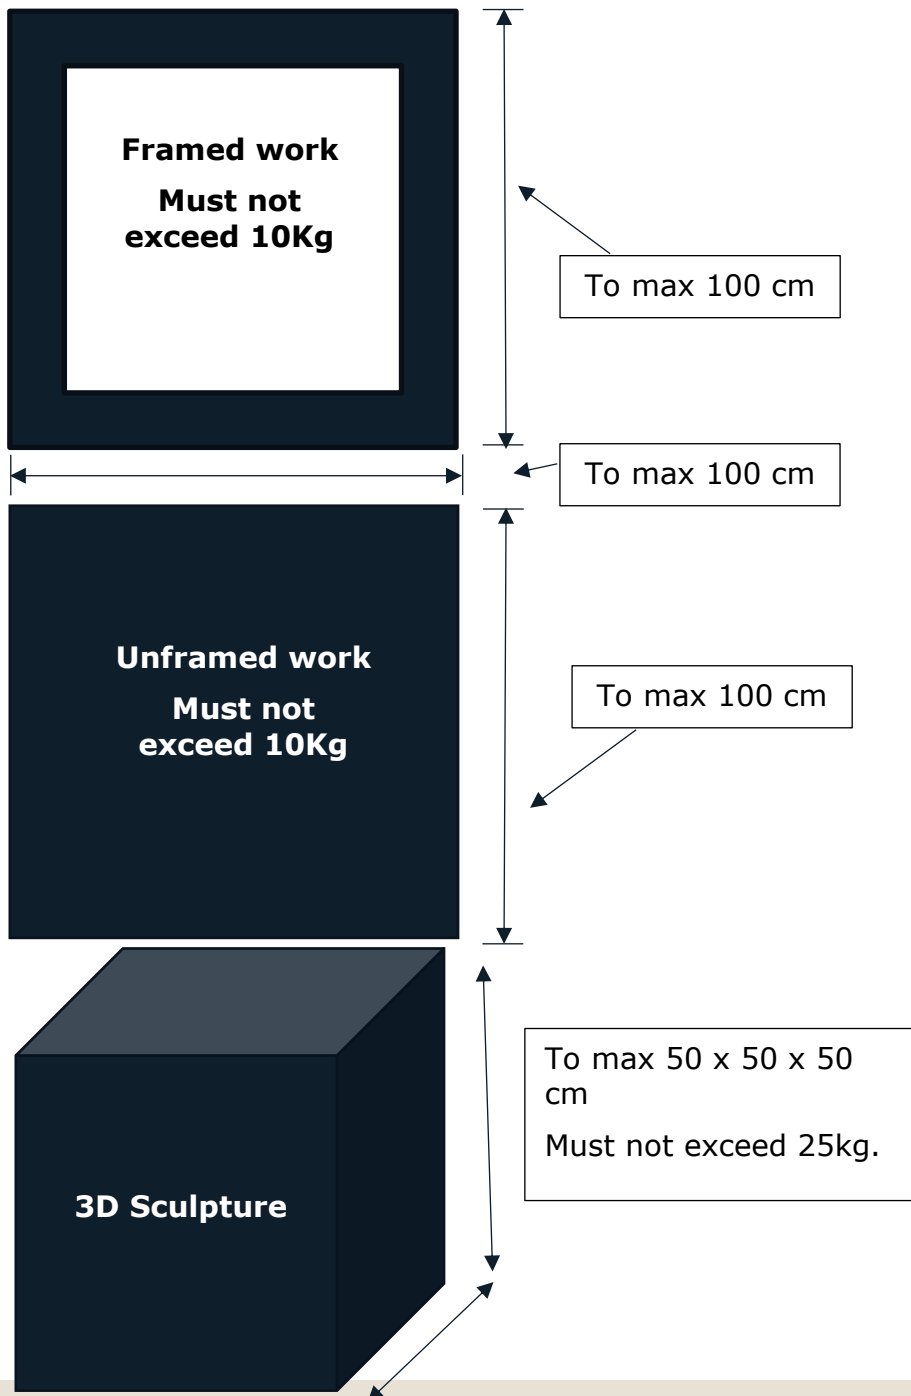 Framed work
Must not
exceed 10Kg
To max 100 cm
To max 100 cm
Unframed work
Must not
exceed 10Kg
To max 100 cm
To max 50 x 50 x 50
cm
Must not exceed 25kg.
3D Sculpture